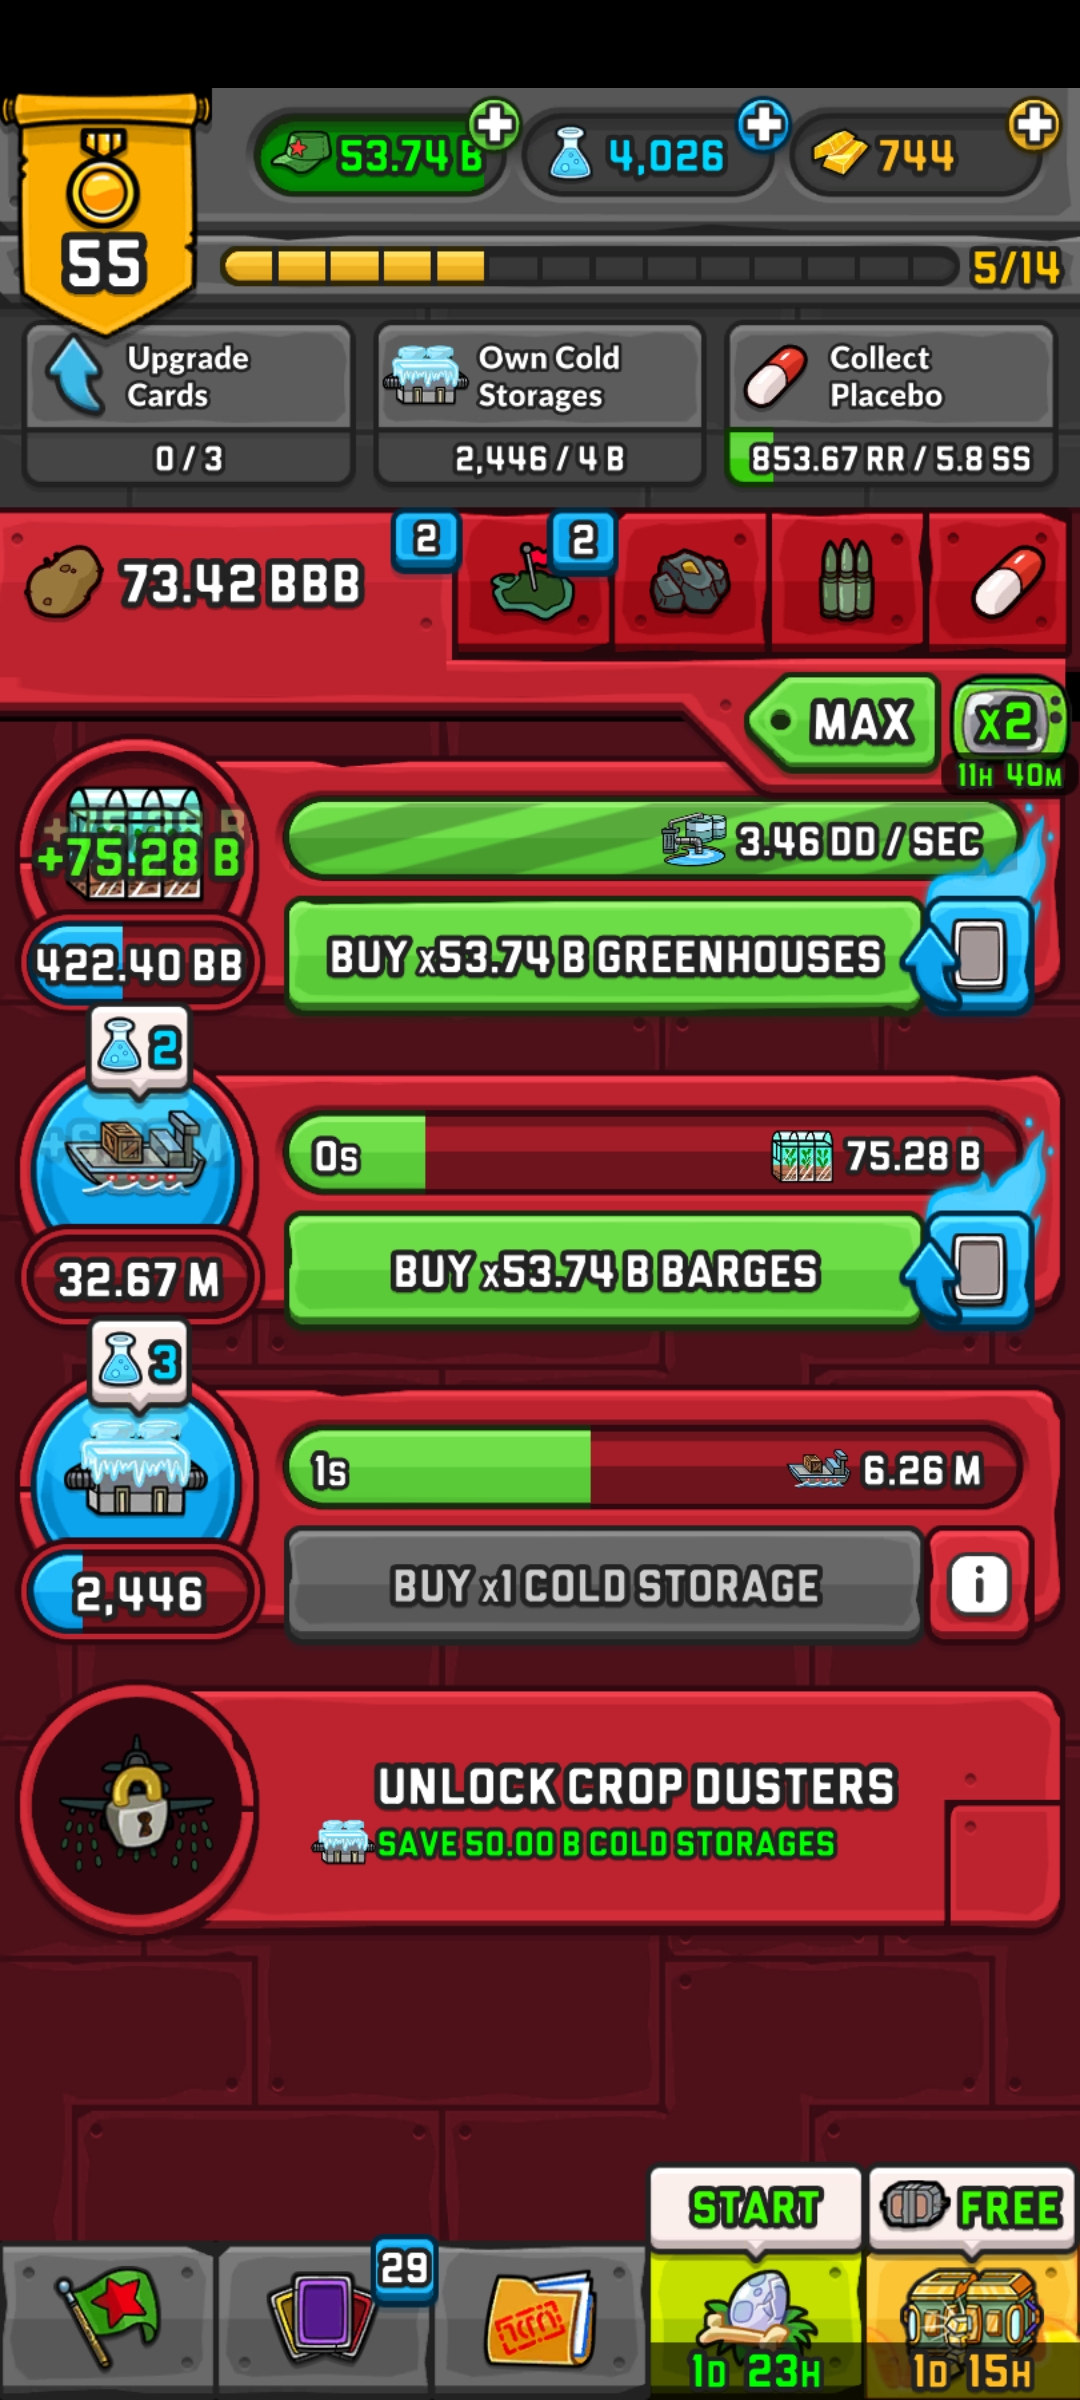 53.74 B
4,026
744
55
5/14
Upgrade
Cards
0 / 3
Own Cold
Storages
2,446 / 4 B
Collect
Placebo
853.67 RR / 5.8 SS
73.42 BBB
2
2
MAX
x2
11H 40M
+75.28 B
3.46 DD / SEC
422.40 BB
BUY x53.74 B GREENHOUSES
2
0s
75.28 B
32.67 M
BUY x53.74 B BARGES
3
1s
6.26 M
2,446
BUY x1 COLD STORAGE
i
UNLOCK CROP DUSTERS
SAVE 50.00 B COLD STORAGES
START
FREE
29
1D 23H
1D 15H